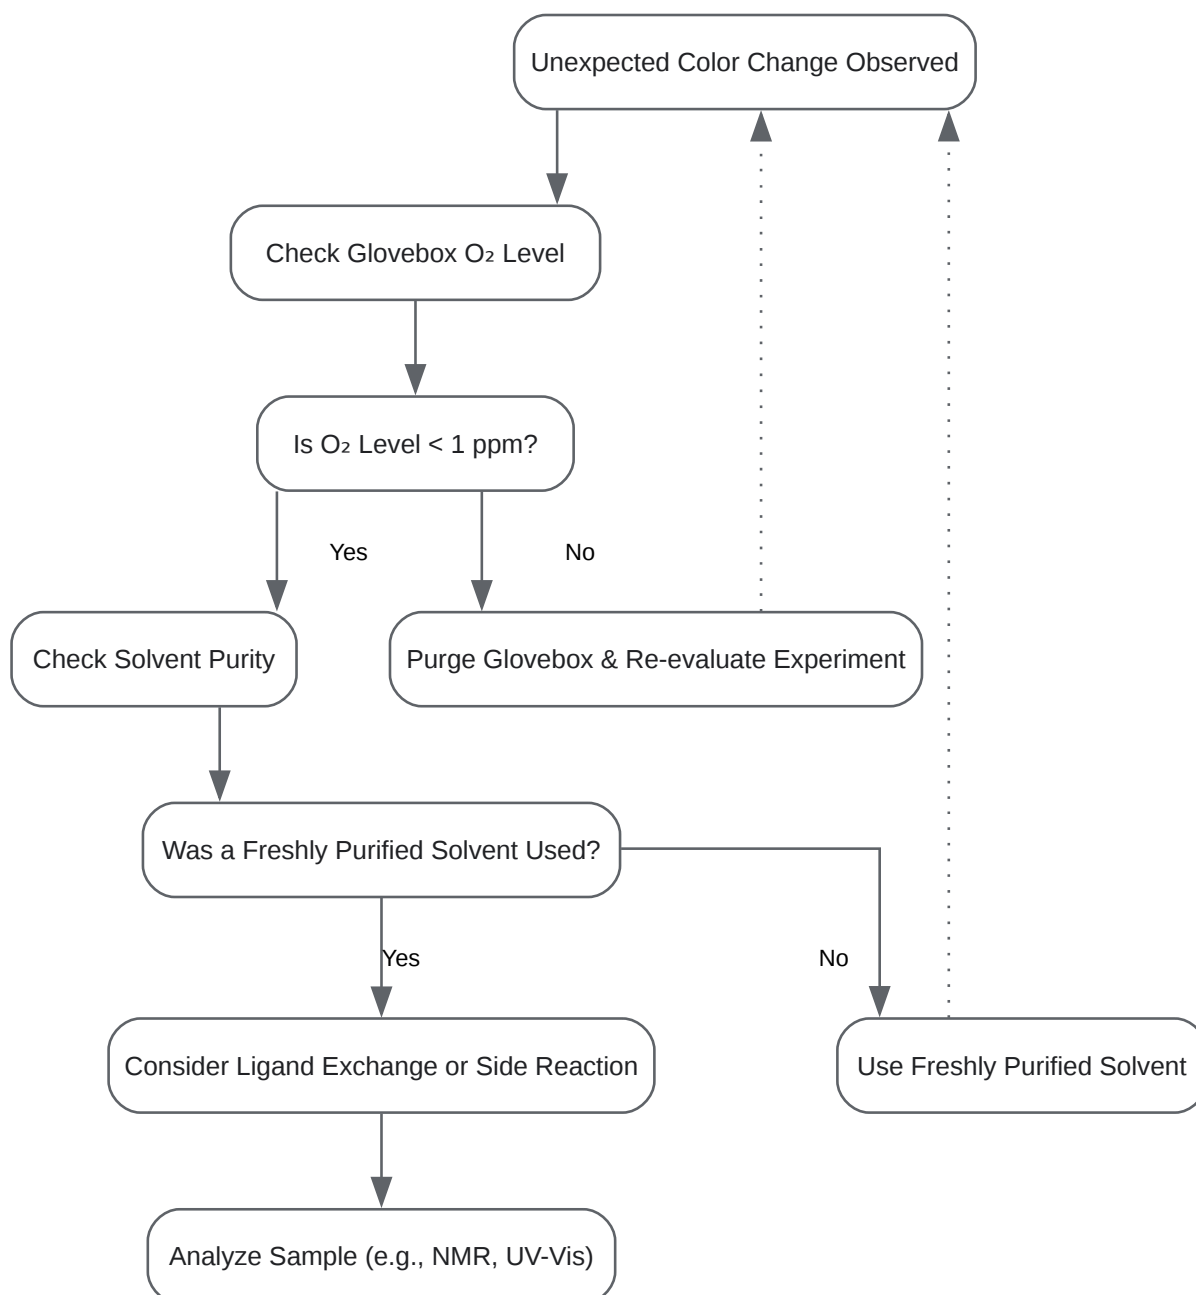 Unexpected Color Change Observed
Check Glovebox O₂ Level
Is O₂ Level < 1 ppm?
Yes
No
Check Solvent Purity
Purge Glovebox & Re-evaluate Experiment
Was a Freshly Purified Solvent Used?
Yes
No
Consider Ligand Exchange or Side Reaction
Use Freshly Purified Solvent
Analyze Sample (e.g., NMR, UV-Vis)